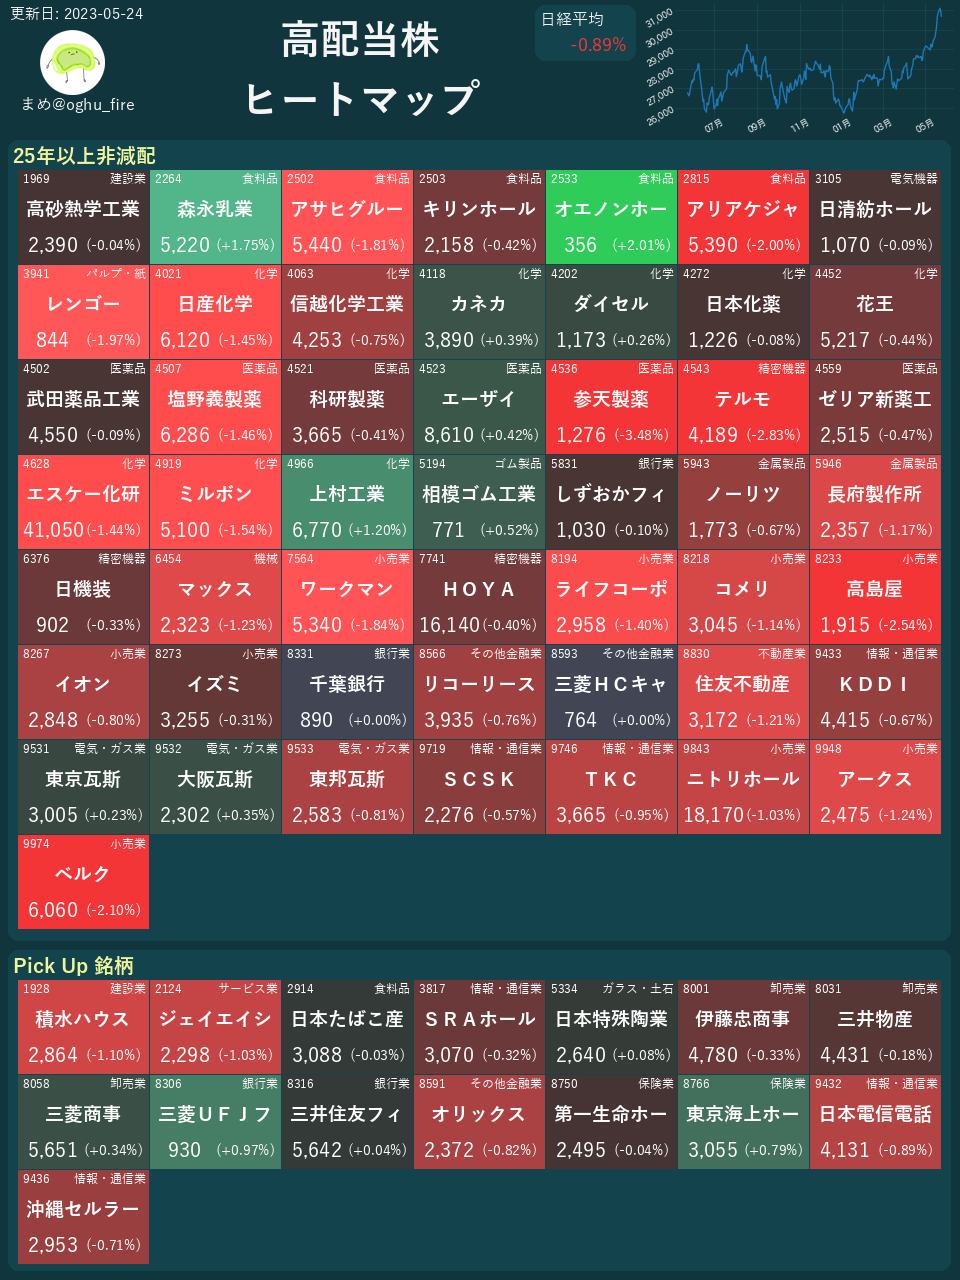 更新日: 2023-05-24
まめ@oghu_fire
高配当株
ヒートマップ
日経平均
-0.89%
31,000
30,000
29,000
28,000
27,000
26,000
07月 09月 11月 01月 03月 05月
25年以上非減配
1969 建設業 2264 食料品 2502 食料品 2503 食料品 2533 食料品 2815 食料品 3105 電気機器
高砂熱学工業 森永乳業 アサヒグルー キリンホール オエノンホー アリアケジャ 日清紡ホール
2,390 (-0.04%) 5,220 (+1.75%) 5,440 (-1.81%) 2,158 (-0.42%) 356 (+2.01%) 5,390 (-2.00%) 1,070 (-0.09%)
3941 パルプ・紙 4021 化学 4063 化学 4118 化学 4202 化学 4272 化学 4452 化学
レンゴー 日産化学 信越化学工業 カネカ ダイセル 日本化薬 花王
844 (-1.97%) 6,120 (-1.45%) 4,253 (-0.75%) 3,890 (+0.39%) 1,173 (+0.26%) 1,226 (-0.08%) 5,217 (-0.44%)
4502 医薬品 4507 医薬品 4521 医薬品 4523 医薬品 4536 医薬品 4543 精密機器 4559 医薬品
武田薬品工業 塩野義製薬 科研製薬 エーザイ 参天製薬 テルモ ゼリア新薬工
4,550 (-0.09%) 6,286 (-1.46%) 3,665 (-0.41%) 8,610 (+0.42%) 1,276 (-3.48%) 4,189 (-2.83%) 2,515 (-0.47%)
4628 化学 4919 化学 4966 化学 5194 ゴム製品 5831 銀行業 5943 金属製品 5946 金属製品
エスケー化研 ミルボン 上村工業 相模ゴム工業 しずおかフィ ノーリツ 長府製作所
41,050 (-1.44%) 5,100 (-1.54%) 6,770 (+1.20%) 771 (+0.52%) 1,030 (-0.10%) 1,773 (-0.67%) 2,357 (-1.17%)
6376 精密機器 6454 機械 7564 小売業 7741 精密機器 8194 小売業 8218 小売業 8233 小売業
日機装 マックス ワークマン ＨＯＹＡ ライフコーポ コメリ 高島屋
902 (-0.33%) 2,323 (-1.23%) 5,340 (-1.84%) 16,140 (-0.40%) 2,958 (-1.40%) 3,045 (-1.14%) 1,915 (-2.54%)
8267 小売業 8273 小売業 8331 銀行業 8566 その他金融業 8593 その他金融業 8830 不動産業 9433 情報・通信業
イオン イズミ 千葉銀行 リコーリース 三菱ＨＣキャ 住友不動産 ＫＤＤＩ
2,848 (-0.80%) 3,255 (-0.31%) 890 (+0.00%) 3,935 (-0.76%) 764 (+0.00%) 3,172 (-1.21%) 4,415 (-0.67%)
9531 電気・ガス業 9532 電気・ガス業 9533 電気・ガス業 9719 情報・通信業 9746 情報・通信業 9843 小売業 9948 小売業
東京瓦斯 大阪瓦斯 東邦瓦斯 ＳＣＳＫ ＴＫＣ ニトリホール アークス
3,005 (+0.23%) 2,302 (+0.35%) 2,583 (-0.81%) 2,276 (-0.57%) 3,665 (-0.95%) 18,170 (-1.03%) 2,475 (-1.24%)
9974 小売業
ベルク
6,060 (-2.10%)
Pick Up 銘柄
1928 建設業 2124 サービス業 2914 食料品 3817 情報・通信業 5334 ガラス・土石 8001 卸売業 8031 卸売業
積水ハウス ジェイエイシ 日本たばこ産 ＳＲＡホール 日本特殊陶業 伊藤忠商事 三井物産
2,864 (-1.10%) 2,298 (-1.03%) 3,088 (-0.03%) 3,070 (-0.32%) 2,640 (+0.08%) 4,780 (-0.33%) 4,431 (-0.18%)
8058 卸売業 8306 銀行業 8316 銀行業 8591 その他金融業 8750 保険業 8766 保険業 9432 情報・通信業
三菱商事 三菱ＵＦＪフ 三井住友フィ オリックス 第一生命ホー 東京海上ホー 日本電信電話
5,651 (+0.34%) 930 (+0.97%) 5,642 (+0.04%) 2,372 (-0.82%) 2,495 (-0.04%) 3,055 (+0.79%) 4,131 (-0.89%)
9436 情報・通信業
沖縄セルラー
2,953 (-0.71%)